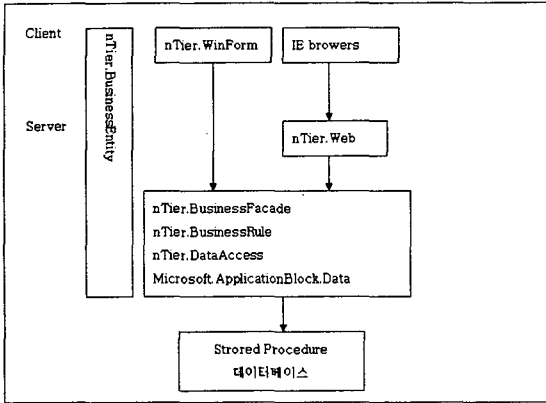 Client
nTier.BusinessEntity
nTier.WinForm
IE browers
Server
nTier.Web
nTier.BusinessFacade
nTier.BusinessRule
nTier.DataAccess
Microsoft.ApplicationBlock.Data
Strored Procedure
데이터베이스